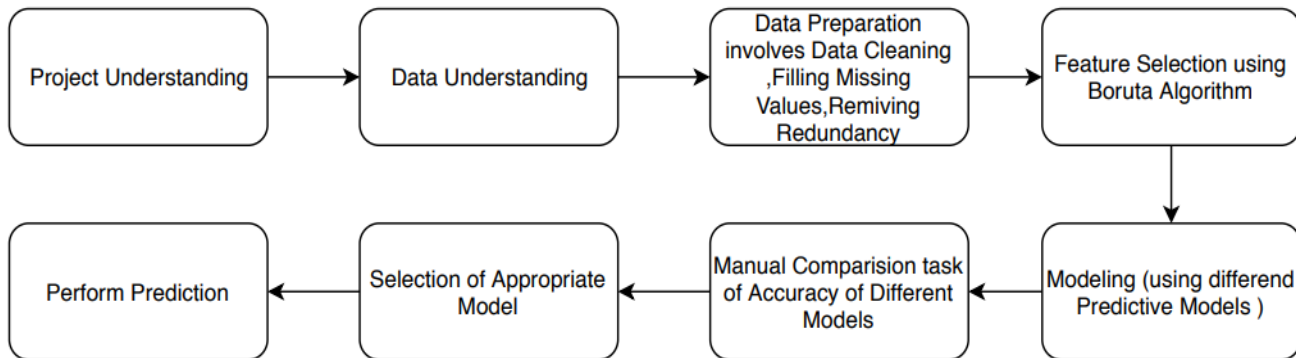 Project Understanding
Data Understanding
Data Preparation
involves Data Cleaning
,Filling Missing
Values,Remiving
Redundancy
Feature Selection using
Boruta Algorithm
Modeling (using differend
Predictive Models )
Manual Comparision task
of Accuracy of Different
Models
Selection of Appropriate
Model
Perform Prediction